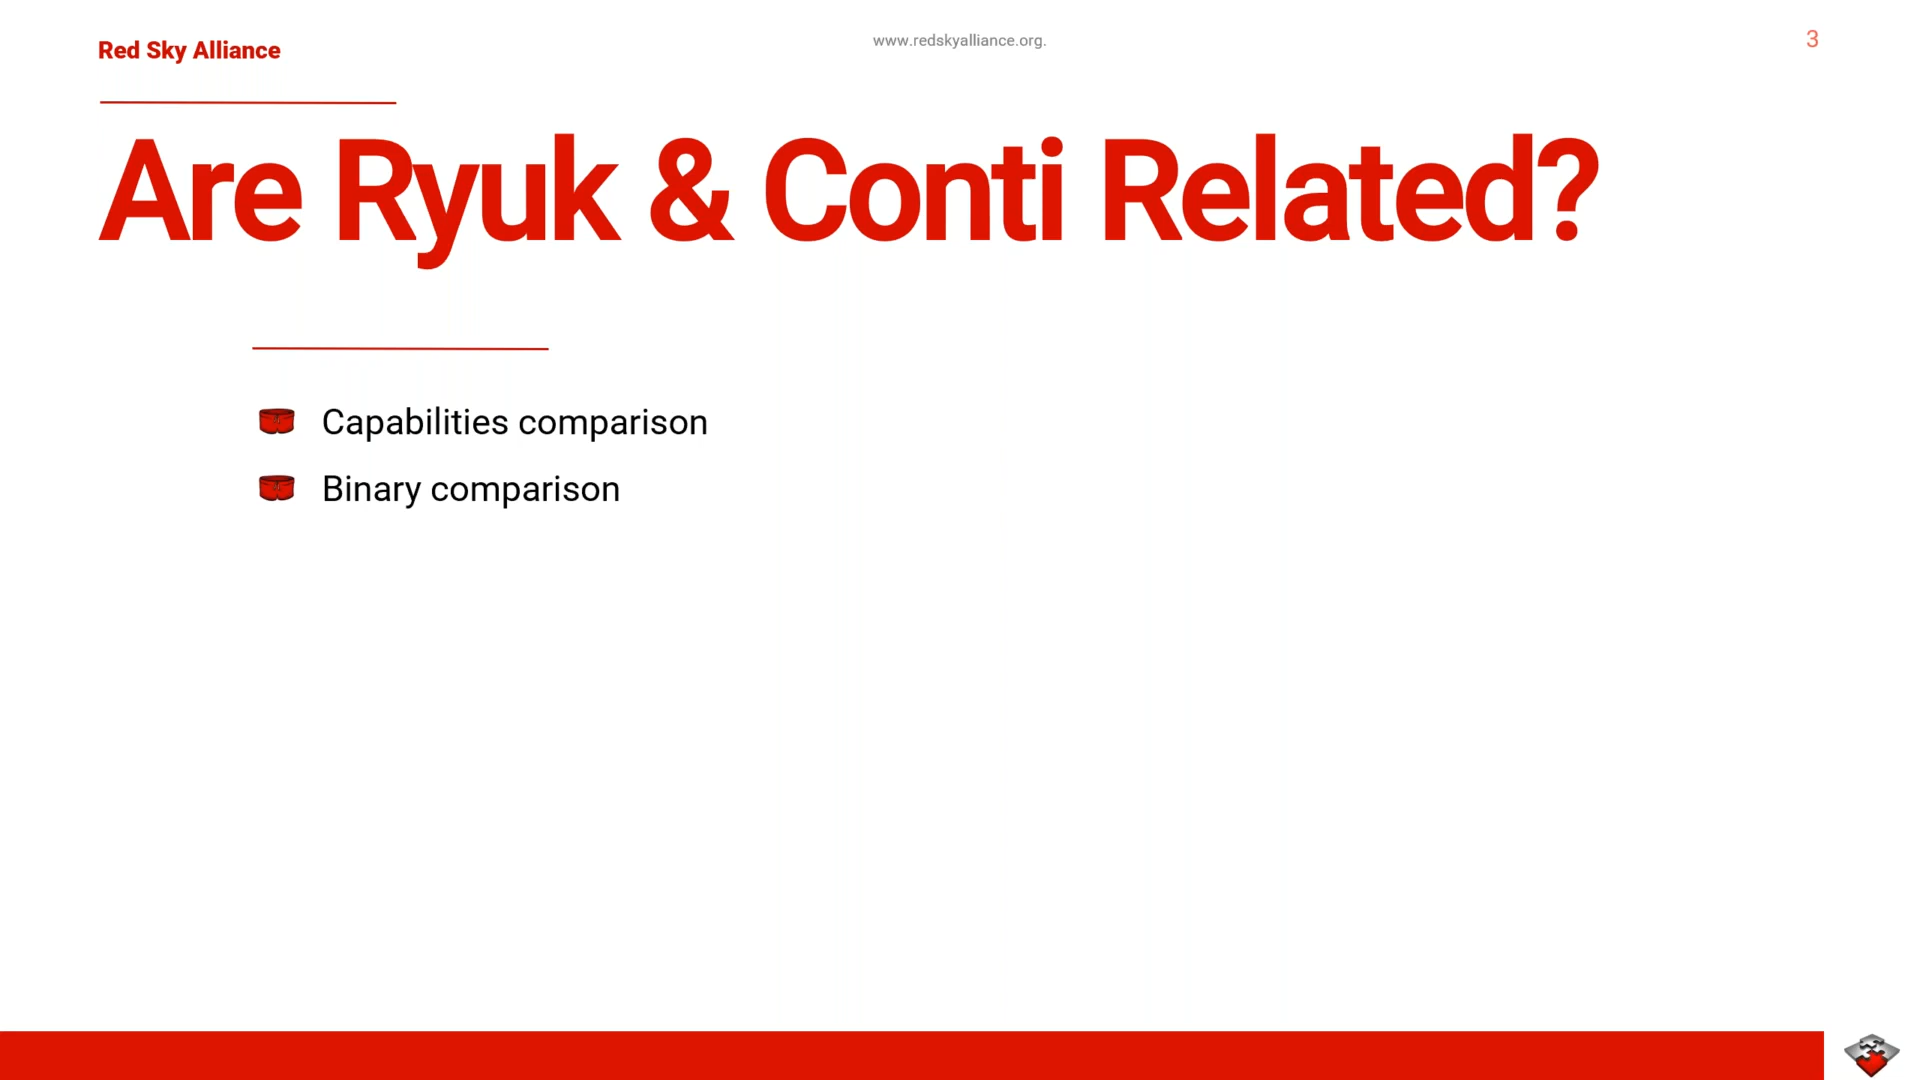 Red Sky Alliance
www.redskyalliance.org.
3
Are Ryuk & Conti Related?
Capabilities comparison
Binary comparison